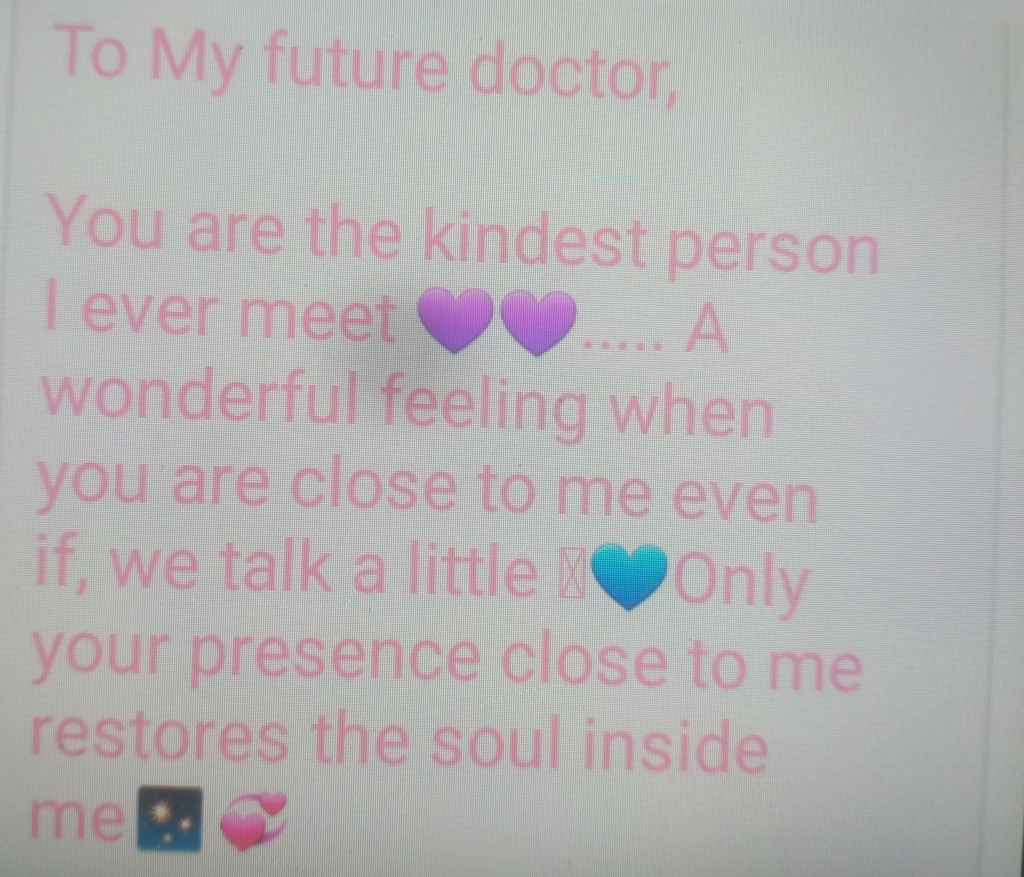 To My future doctor,
You are the kindest person
I ever meet 💜💜..... A
wonderful feeling when
you are close to me even
if, we talk a little 💙Only
your presence close to me
restores the soul inside
me🌌 💞